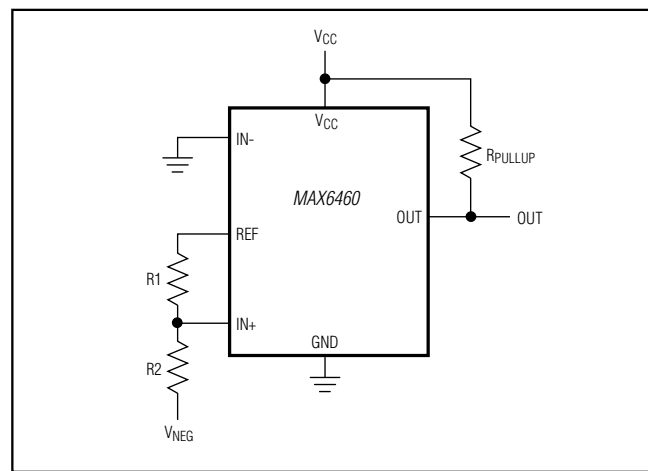 VCC
VCC
IN-
RPULLUP
MAX6460
OUT
OUT
REF
R1
IN+
GND
R2
VNEG